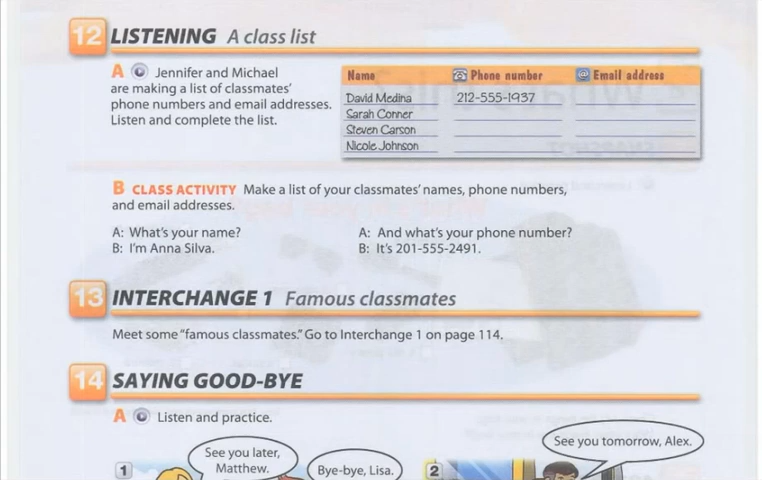 12 LISTENING A class list
A Jennifer and Michael
are making a list of classmates'
phone numbers and email addresses.
Listen and complete the list.
Name Phone number @ Email address
David Medina 212-555-1937
Sarah Conner
Steven Carson
Nicole Johnson
B CLASS ACTIVITY Make a list of your classmates' names, phone numbers,
and email addresses.
A: What's your name?
B: I'm Anna Silva.
A: And what's your phone number?
B: It's 201-555-2491.
13 INTERCHANGE 1 Famous classmates
Meet some "famous classmates." Go to Interchange 1 on page 114.
14 SAYING GOOD-BYE
A Listen and practice.
1
See you later,
Matthew.
Bye-bye, Lisa.
2
See you tomorrow, Alex.